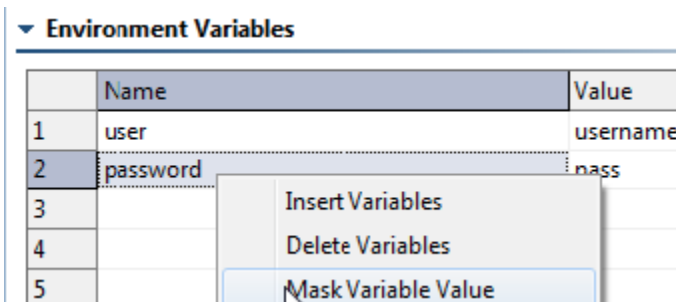 Environment Variables
Name Value
1 user username
2 password pass
3 Insert Variables
4 Delete Variables
5 Mask Variable Value